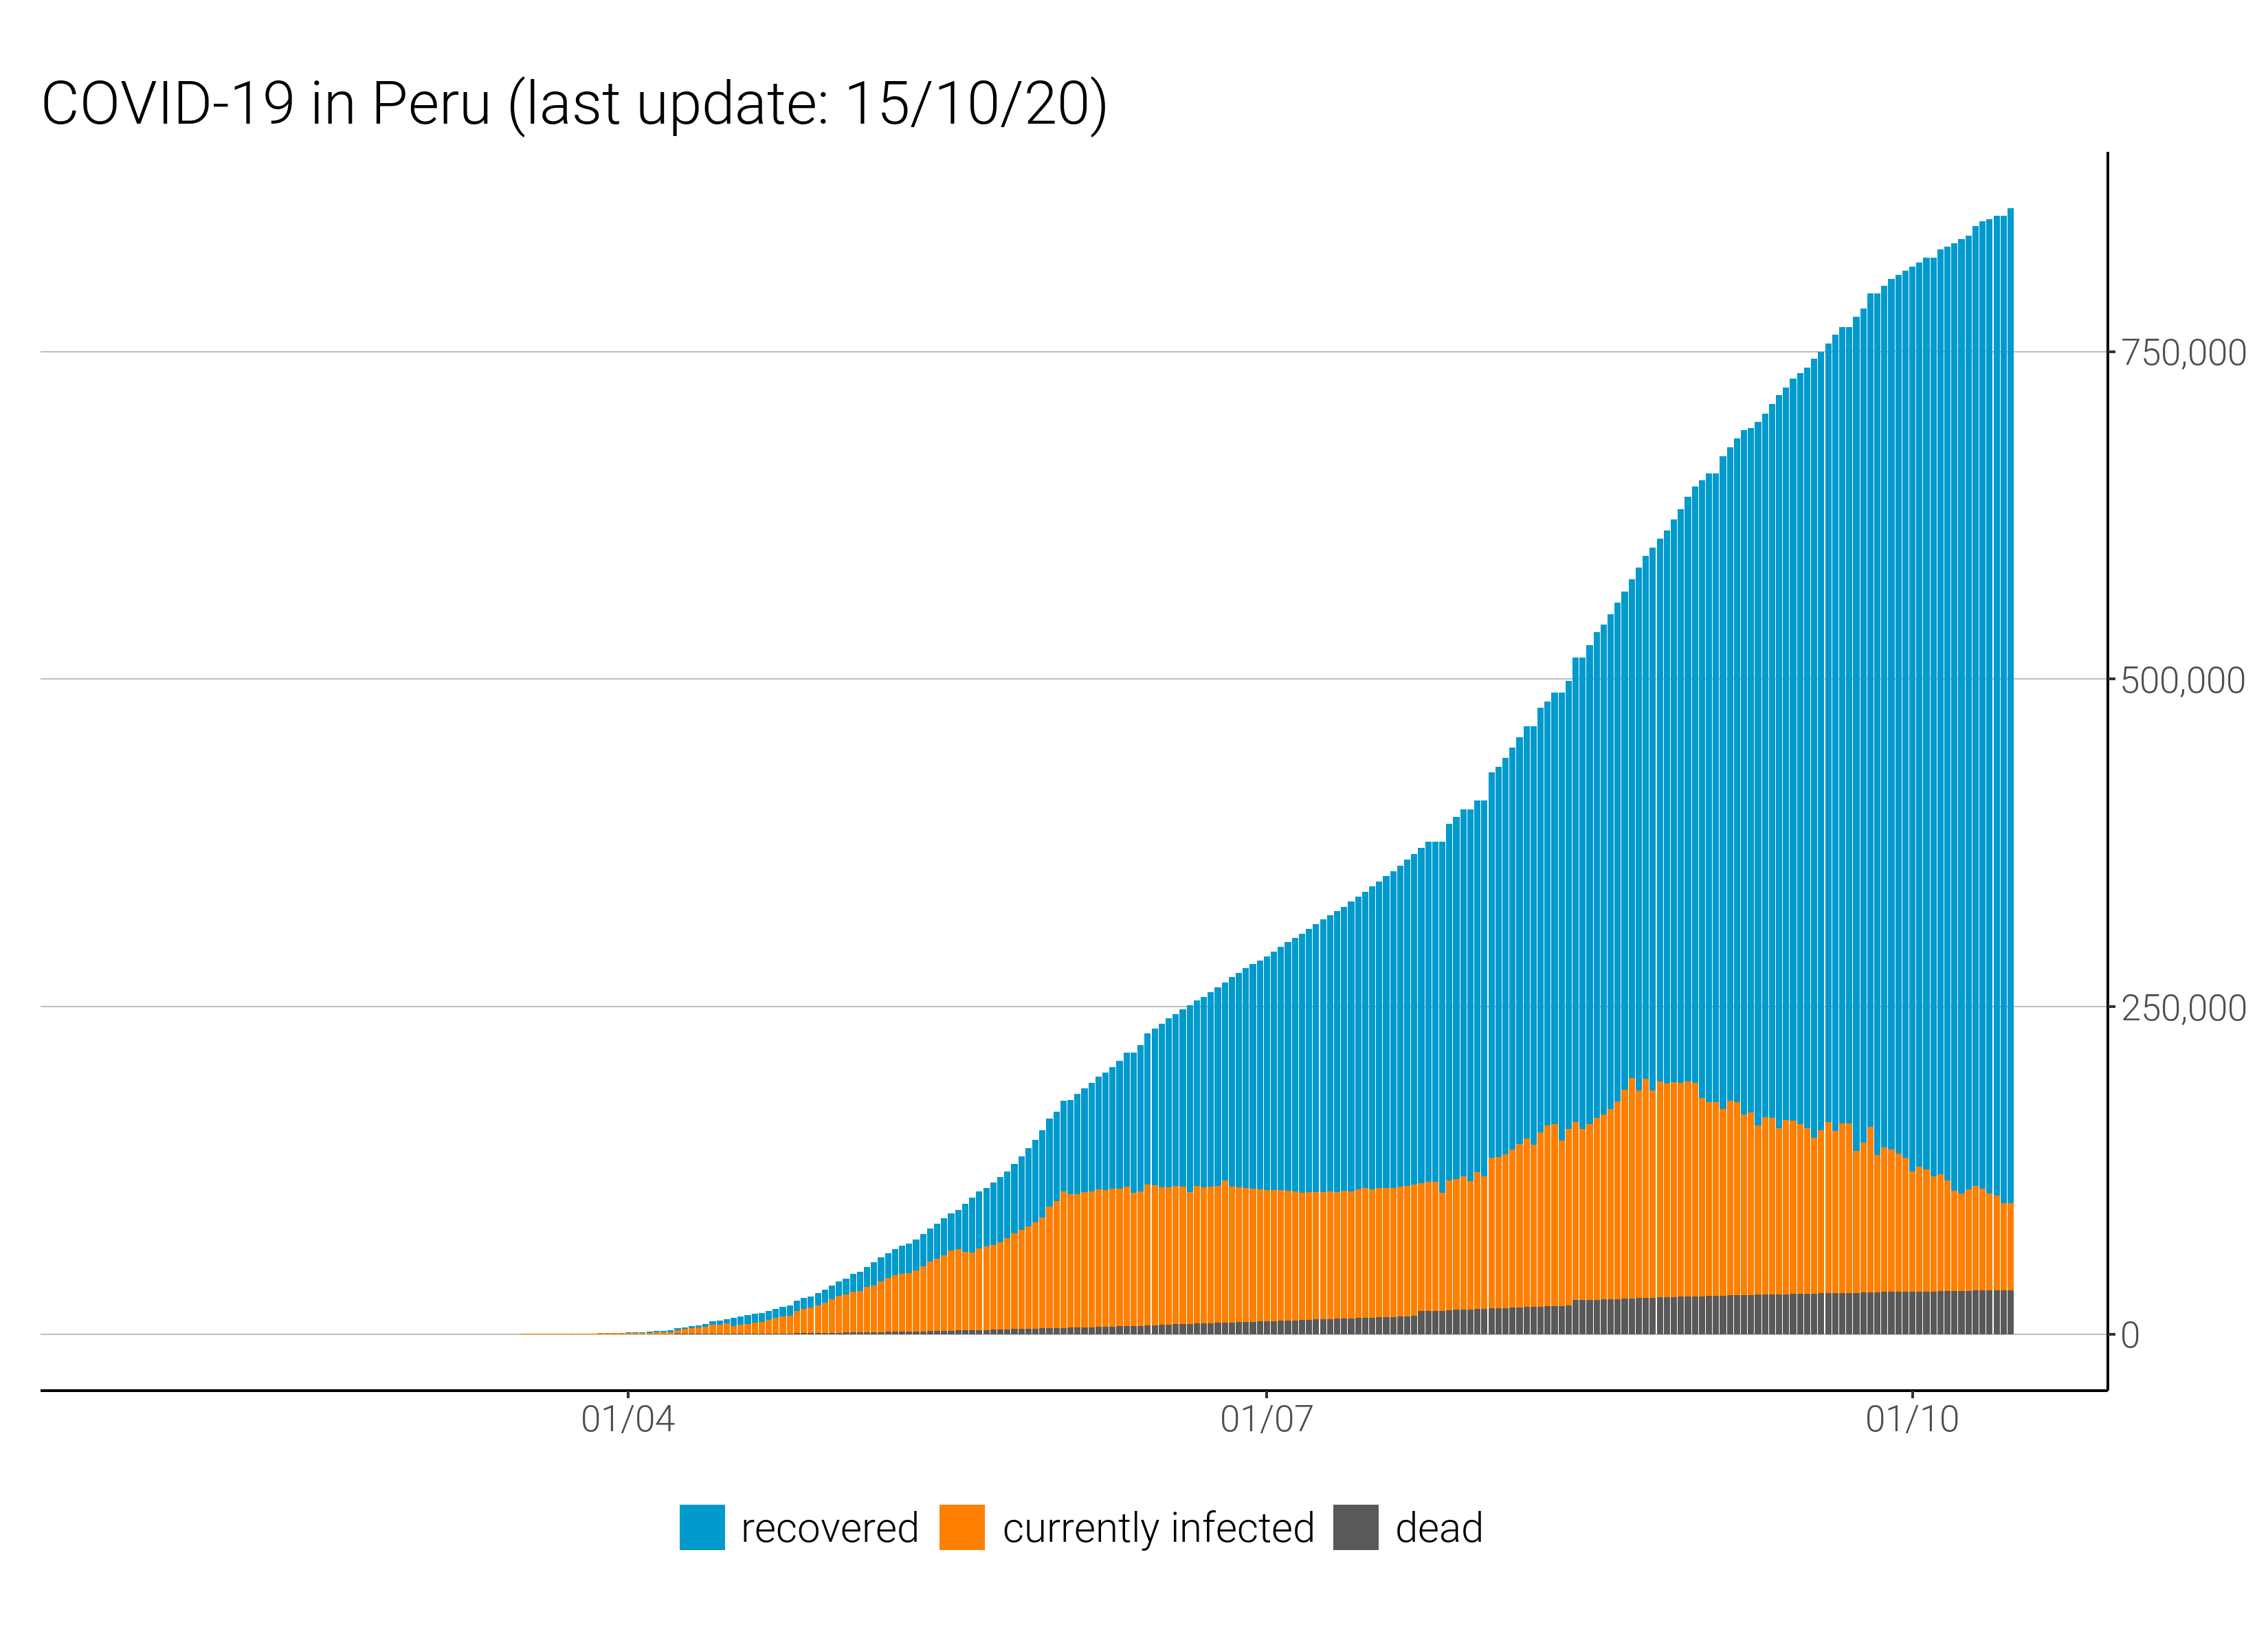 COVID-19 in Peru (last update: 15/10/20)
750,000
500,000
250,000
0
01/04 01/07 01/10
recovered currently infected dead